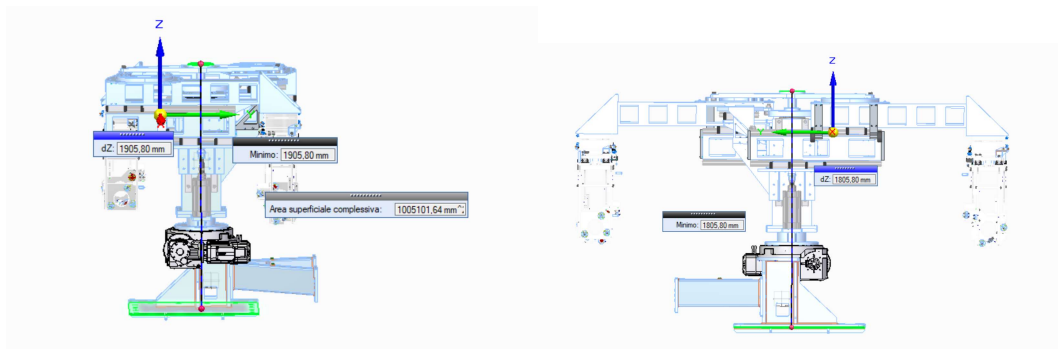 Z
dZ: 1905,80 mm
Minimo: 1905,80 mm
Area superficiale complessiva: 1005101,64 mm^2
Z
Y
dZ: 1805,80 mm
Minimo: 1805,80 mm